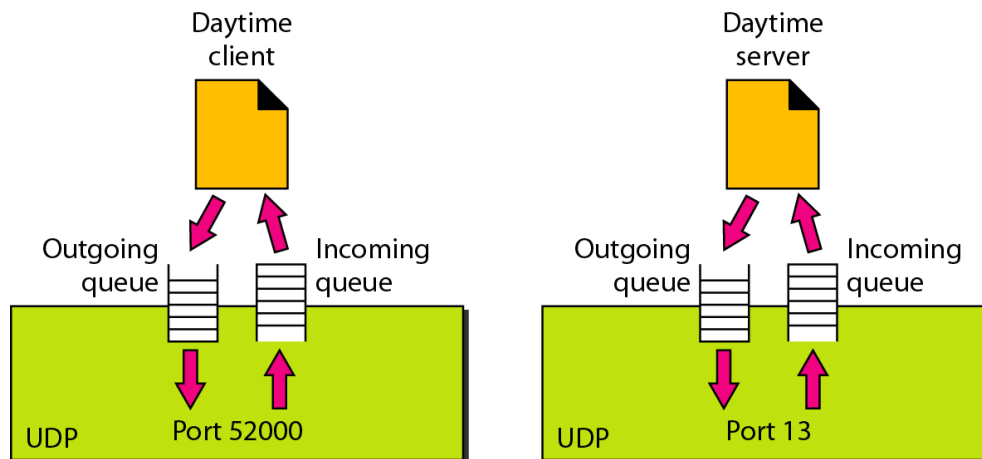 Daytime
client
Outgoing
queue
Incoming
queue
UDP
Port 52000
Daytime
server
Outgoing
queue
Incoming
queue
UDP
Port 13